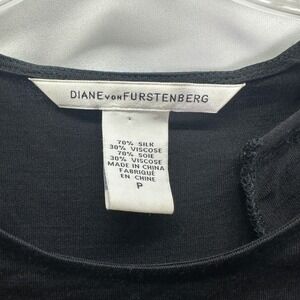 DIANE VON FURSTENBERG
70% SILK
30% VISCOSE
70% SOIE
30% VISCOSE
MADE IN CHINA
FABRIQUÉ
EN CHINE
P